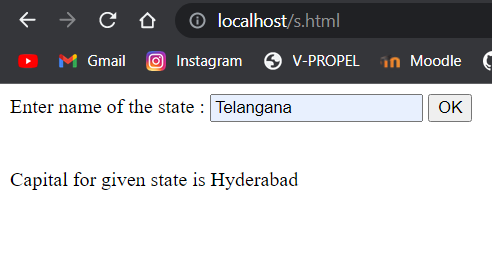 localhost/s.html
Gmail Instagram V-PROPEL Moodle
Enter name of the state : Telangana OK
Capital for given state is Hyderabad